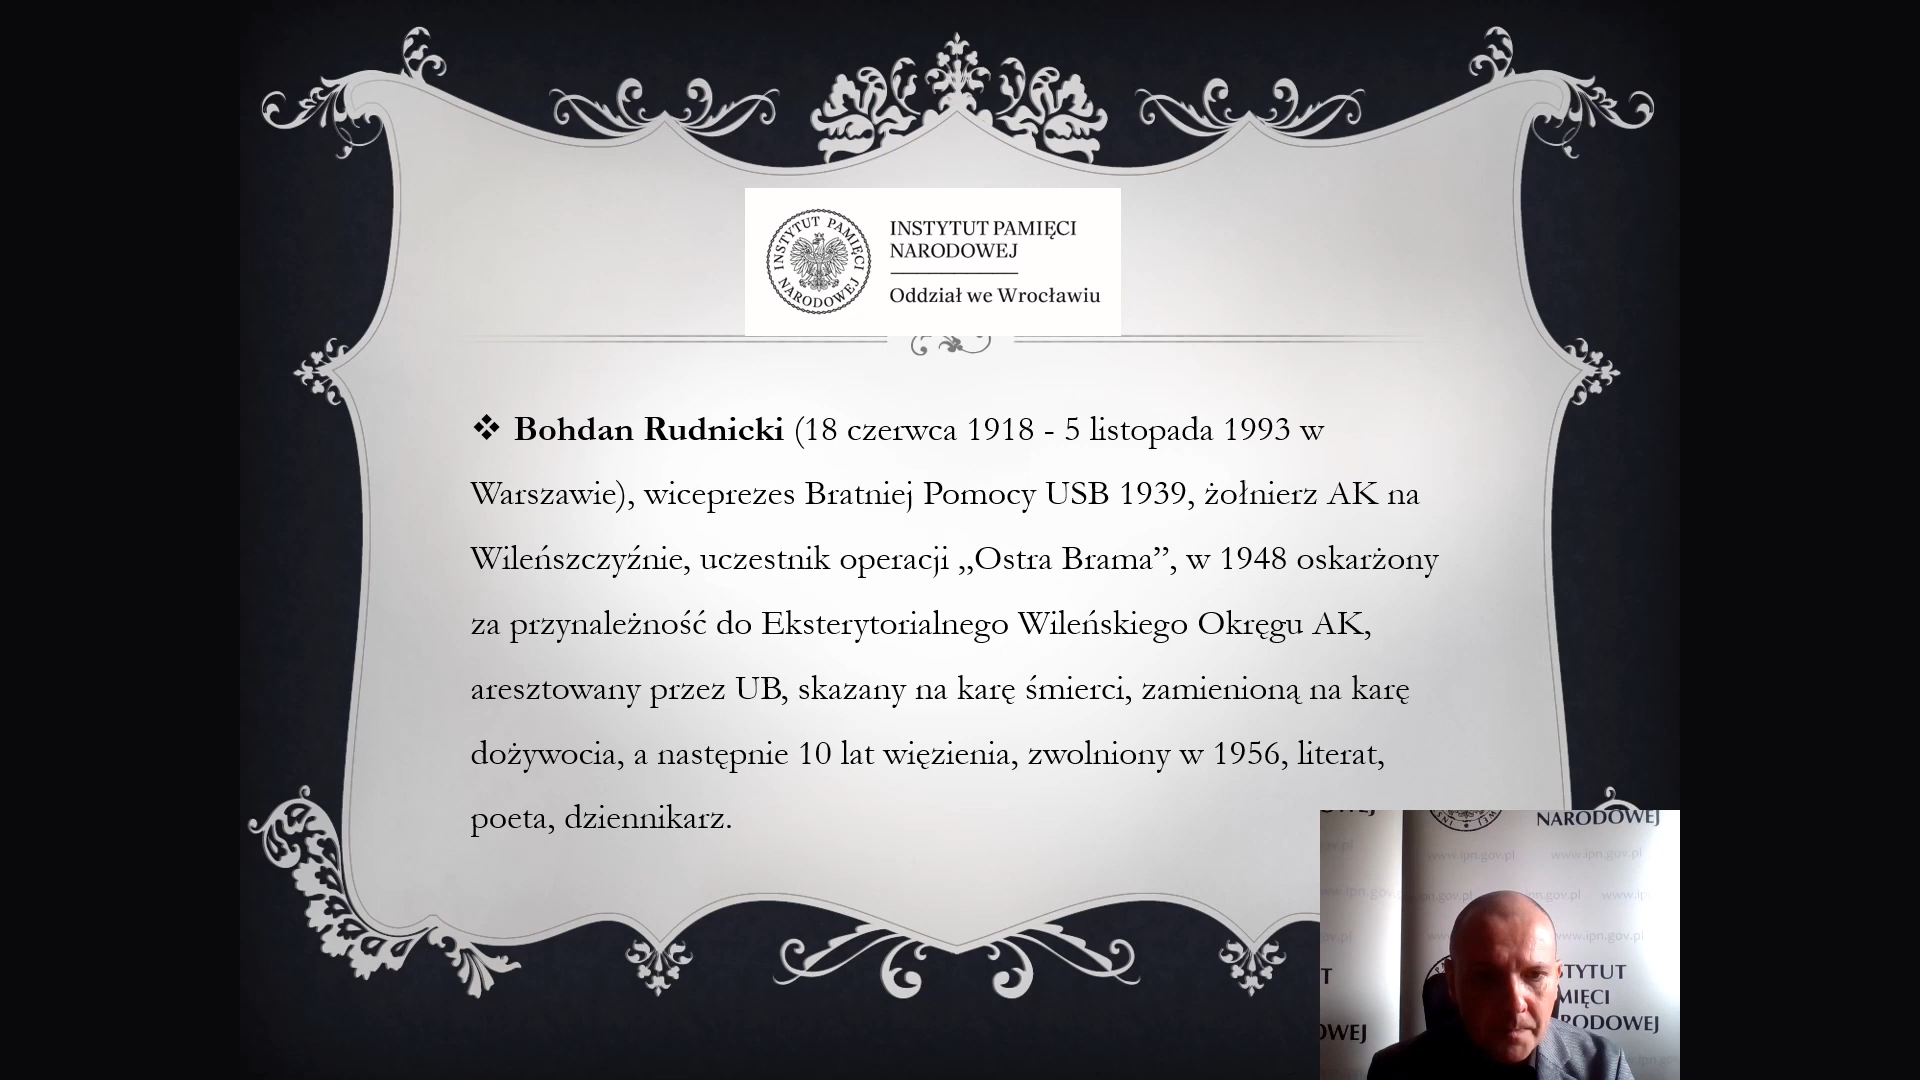 INSTYTUT PAMIĘCI NARODOWEJ
INSTYTUT PAMIĘCI
NARODOWEJ
Oddział we Wrocławiu
❖ Bohdan Rudnicki (18 czerwca 1918 - 5 listopada 1993 w
Warszawie), wiceprezes Bratniej Pomocy USB 1939, żołnierz AK na
Wileńszczyźnie, uczestnik operacji „Ostra Brama”, w 1948 oskarżony
za przynależność do Eksterytorialnego Wileńskiego Okręgu AK,
aresztowany przez UB, skazany na karę śmierci, zamienioną na karę
dożywocia, a następnie 10 lat więzienia, zwolniony w 1956, literat,
poeta, dziennikarz.
NARODOWEJ
www.ipn.gov.pl www.ipn.gov.pl
www.ipn.gov.pl
TYTUT
MIĘCI
RODOWEJ